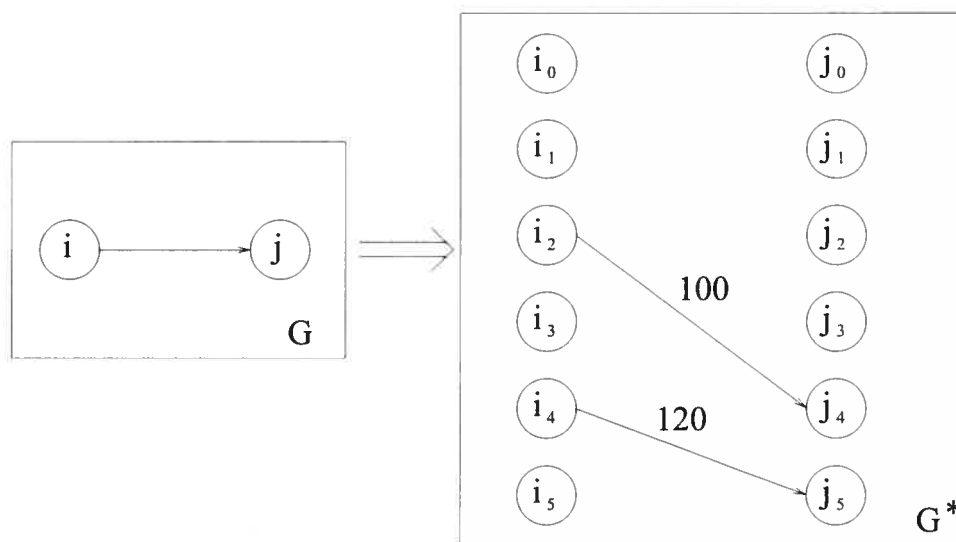 i
j
G
i₀ j₀
i₁ j₁
i₂ j₂
100
i₃ j₃
i₄ j₄
120
i₅ j₅
G*